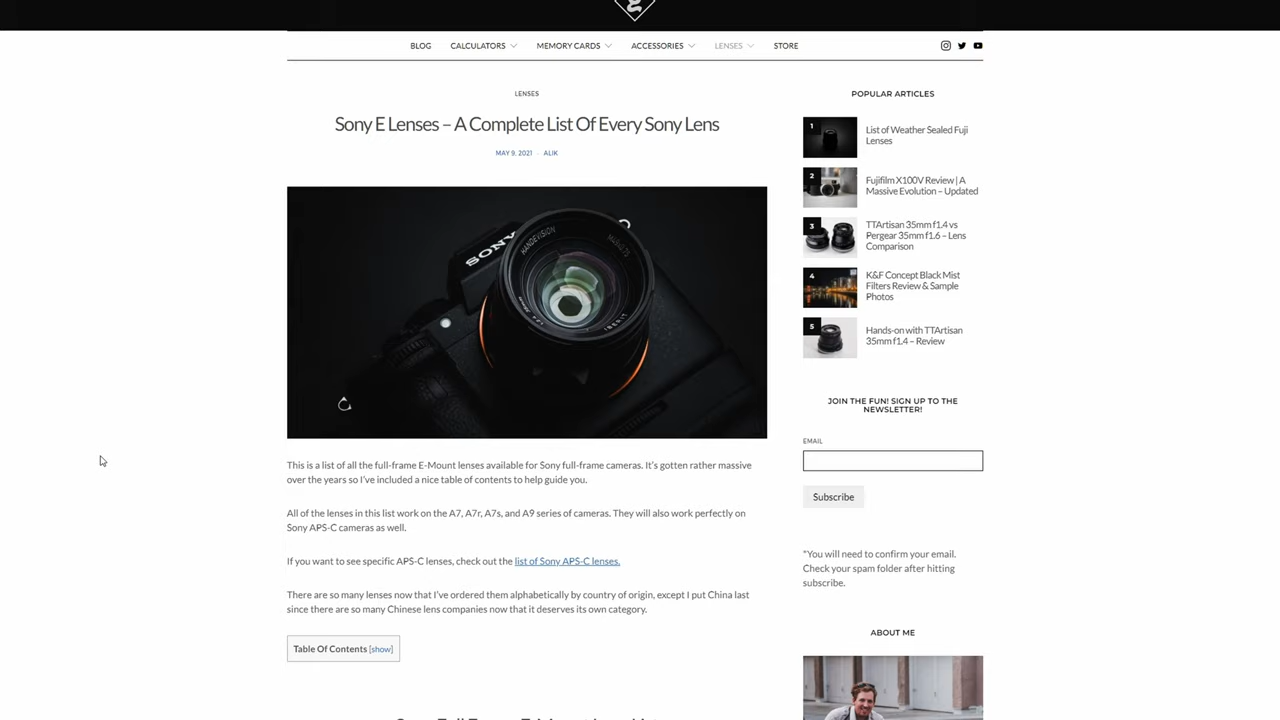 BLOG
CALCULATORS
MEMORY CARDS
ACCESSORIES
LENSES
STORE
LENSES
Sony E Lenses – A Complete List Of Every Sony Lens
MAY 9, 2021 · ALIK
SONY
HANDEVISION
This is a list of all the full-frame E-Mount lenses available for Sony full-frame cameras. It's gotten rather massive
over the years so I've included a nice table of contents to help guide you.
All of the lenses in this list work on the A7, A7r, A7s, and A9 series of cameras. They will also work perfectly on
Sony APS-C cameras as well.
If you want to see specific APS-C lenses, check out the list of Sony APS-C lenses.
There are so many lenses now that I've ordered them alphabetically by country of origin, except I put China last
since there are so many Chinese lens companies now that it deserves its own category.
Table Of Contents [show]
POPULAR ARTICLES
1
List of Weather Sealed Fuji
Lenses
2
Fujifilm X100V Review | A
Massive Evolution – Updated
3
TTArtisan 35mm f1.4 vs
Pergear 35mm f1.6 – Lens
Comparison
4
K&F Concept Black Mist
Filters Review & Sample
Photos
5
Hands-on with TTArtisan
35mm f1.4 – Review
JOIN THE FUN! SIGN UP TO THE
NEWSLETTER!
EMAIL
Subscribe
*You will need to confirm your email.
Check your spam folder after hitting
subscribe.
ABOUT ME